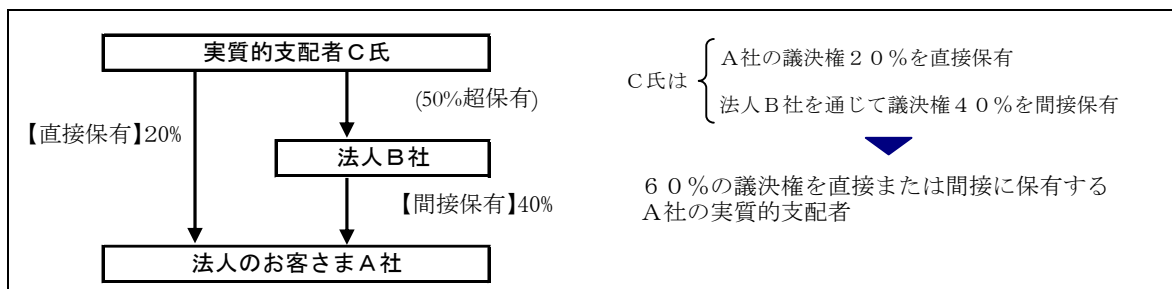 実質的支配者C氏
(50%超保有)
【直接保有】20%
法人B社
【間接保有】40%
法人のお客さまA社
C氏は
A社の議決権20%を直接保有
法人B社を通じて議決権40%を間接保有
60%の議決権を直接または間接に保有する
A社の実質的支配者